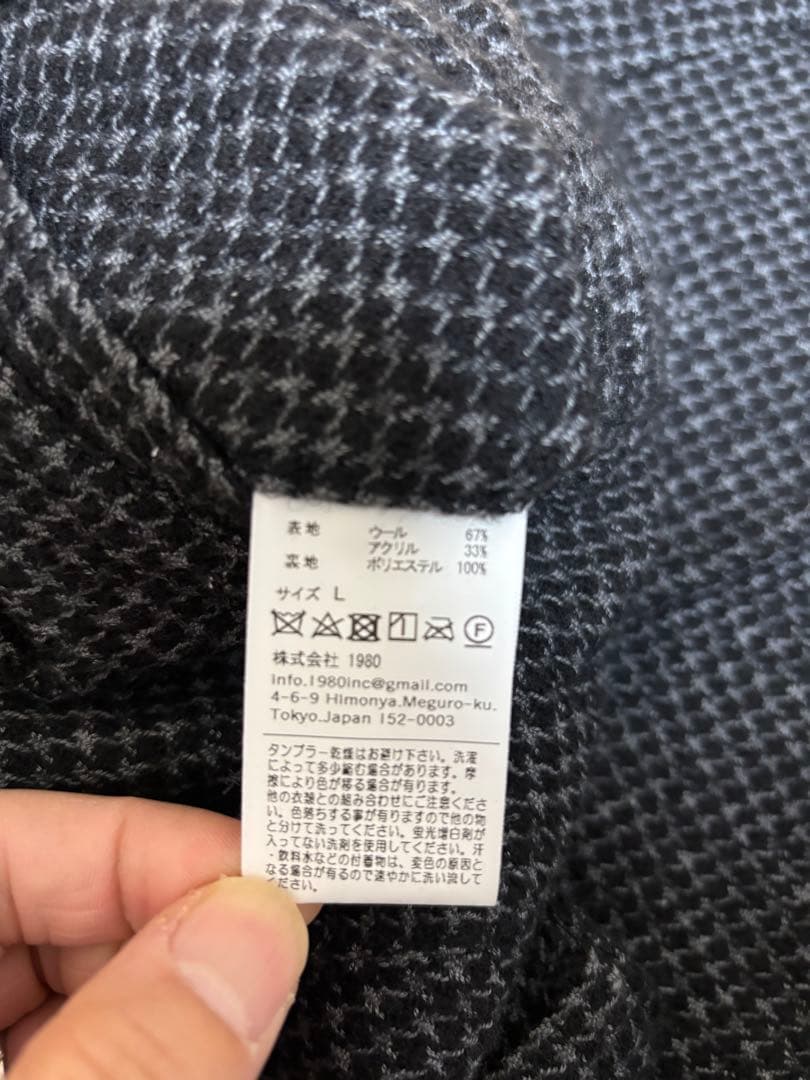 表地 ウール 67%
アクリル 33%
裏地 ポリエステル 100%
サイズ L
F
株式会社 1980
info.1980inc@gmail.com
4-6-9 Himonya.Meguro-ku.
Tokyo.Japan 152-0003
タンブラー乾燥はお避け下さい。洗濯
によって多少縮む場合があります。摩
擦により色が移る場合が有ります。
他の衣類との組み合わせにご注意くださ
い。色落ちする事が有りますので他の物
と分けて洗ってください。蛍光増白剤が
入ってない洗剤を使用してください。汗
・飲料水などの付着物は、変色の原因と
なる場合が有るので速やかに洗い流して
ください。